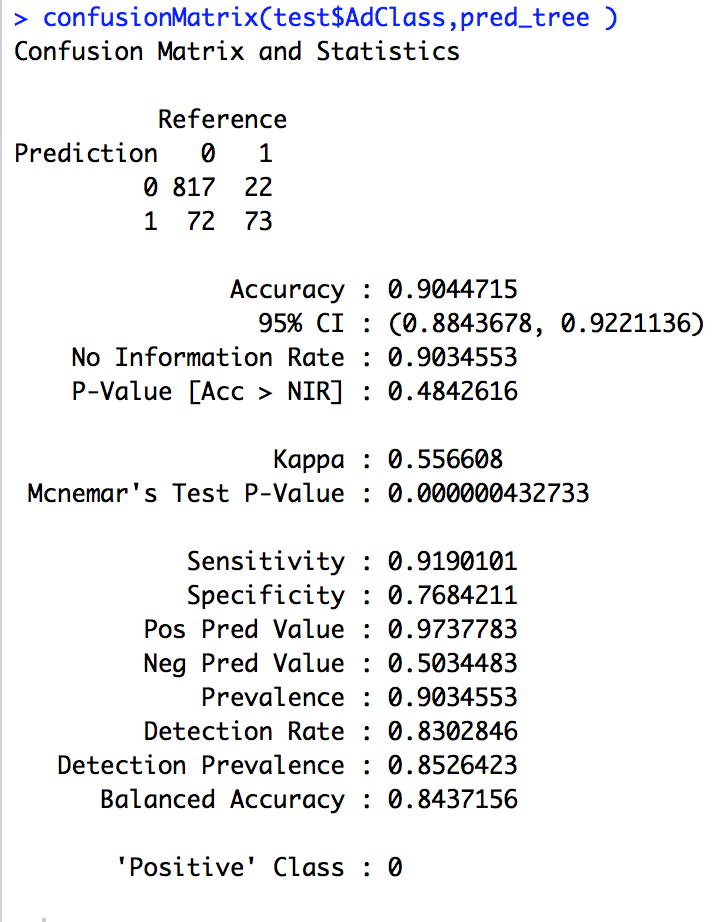 > confusionMatrix(test$AdClass,pred_tree )
Confusion Matrix and Statistics
Reference
Prediction 0 1
0 817 22
1 72 73
Accuracy : 0.9044715
95% CI : (0.8843678, 0.9221136)
No Information Rate : 0.9034553
P-Value [Acc > NIR] : 0.4842616
Kappa : 0.556608
Mcnemar's Test P-Value : 0.000000432733
Sensitivity : 0.9190101
Specificity : 0.7684211
Pos Pred Value : 0.9737783
Neg Pred Value : 0.5034483
Prevalence : 0.9034553
Detection Rate : 0.8302846
Detection Prevalence : 0.8526423
Balanced Accuracy : 0.8437156
'Positive' Class : 0